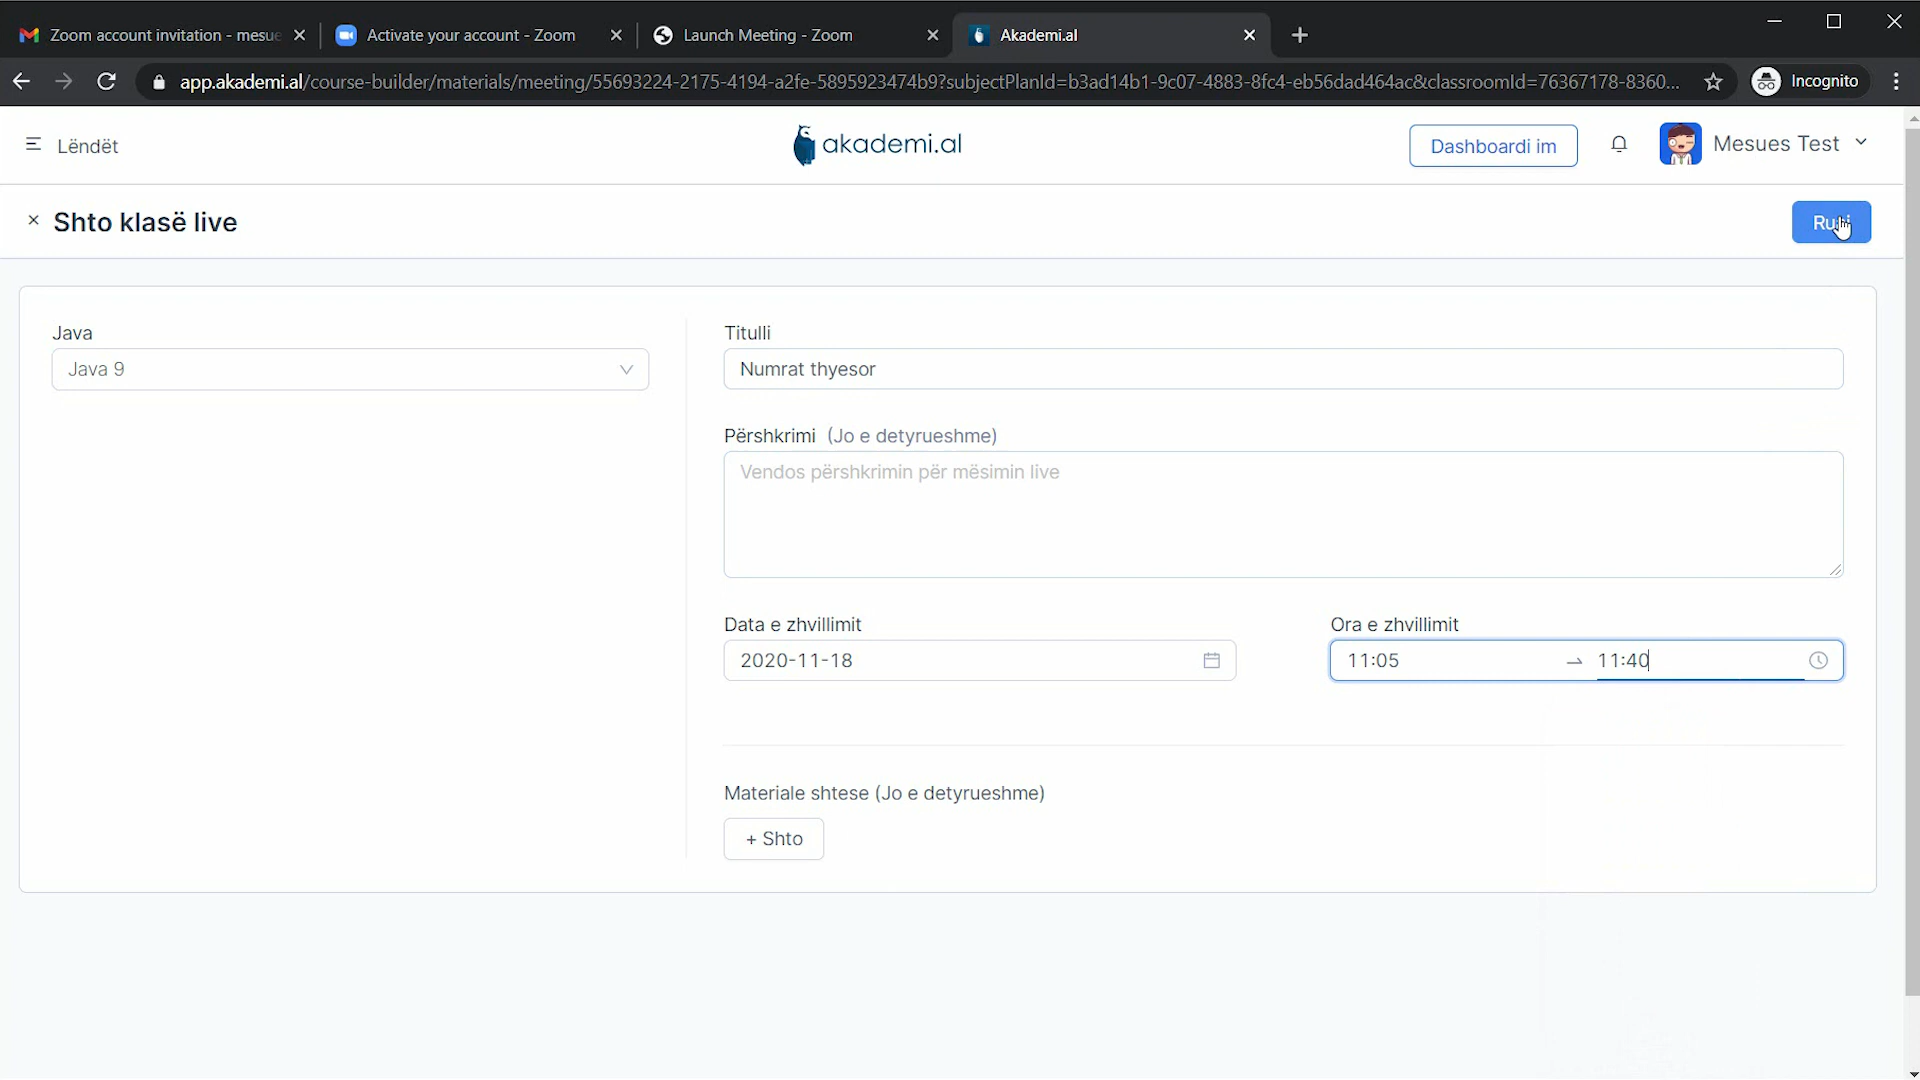 Zoom account invitation - mesue
Activate your account - Zoom
Launch Meeting - Zoom
Akademi.al
app.akademi.al/course-builder/materials/meeting/55693224-2175-4194-a2fe-5895923474b9?subjectPlanId=b3ad14b1-9c07-4883-8fc4-eb56dad464ac&classroomId=76367178-8360...
Incognito
Lëndët
akademi.al
Dashboardi im
Mesues Test
Shto klasë live
Java
Java 9
Titulli
Numrat thyesor
Përshkrimi (Jo e detyrueshme)
Vendos përshkrimin për mësimin live
Data e zhvillimit
2020-11-18
Ora e zhvillimit
11:05 → 11:40
Materiale shtese (Jo e detyrueshme)
+ Shto